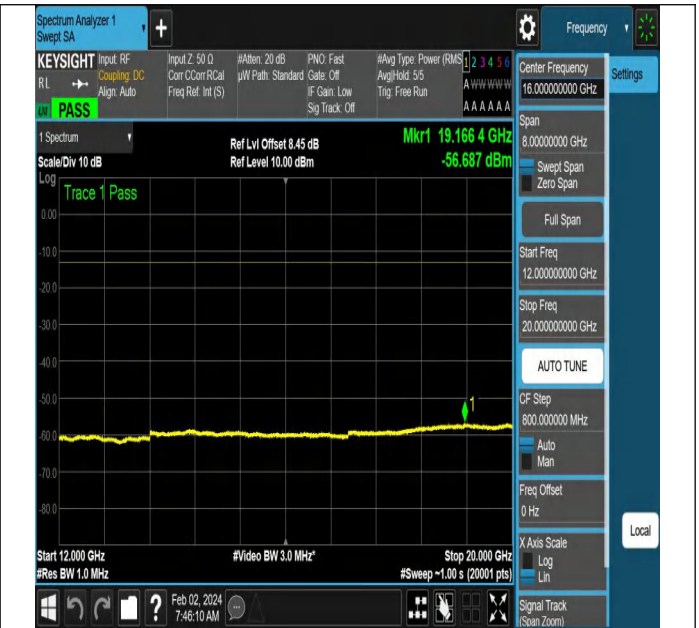 Spectrum Analyzer 1
Swept SA
+
Frequency
KEYSIGHT
Input: RF
Coupling: DC
Align: Auto
RL
PASS
Input Z: 50 Ω
Corr CCorr RCal
Freq Ref: Int (S)
#Atten: 20 dB
µW Path: Standard
PNO: Fast
Gate: Off
IF Gain: Low
Sig Track: Off
#Avg Type: Power (RMS
Avg|Hold: 5/5
Trig: Free Run
1 2 3 4 5 6
A W W W W W
A A A A A A
1 Spectrum
Scale/Div 10 dB
Ref Lvl Offset 8.45 dB
Ref Level 10.00 dBm
Mkr1 19.166 4 GHz
-56.687 dBm
Log
Trace 1 Pass
0.00
-10.0
-20.0
-30.0
-40.0
-50.0
-60.0
-70.0
-80.0
1
Start 12.000 GHz
#Res BW 1.0 MHz
#Video BW 3.0 MHz*
Stop 20.000 GHz
#Sweep ~1.00 s (20001 pts)
?
Feb 02, 2024
7:46:10 AM
Center Frequency
16.000000000 GHz
Settings
Span
8.00000000 GHz
Swept Span
Zero Span
Full Span
Start Freq
12.000000000 GHz
Stop Freq
20.000000000 GHz
AUTO TUNE
CF Step
800.000000 MHz
Auto
Man
Freq Offset
0 Hz
X Axis Scale
Log
Lin
Local
Signal Track
(Span Zoom)